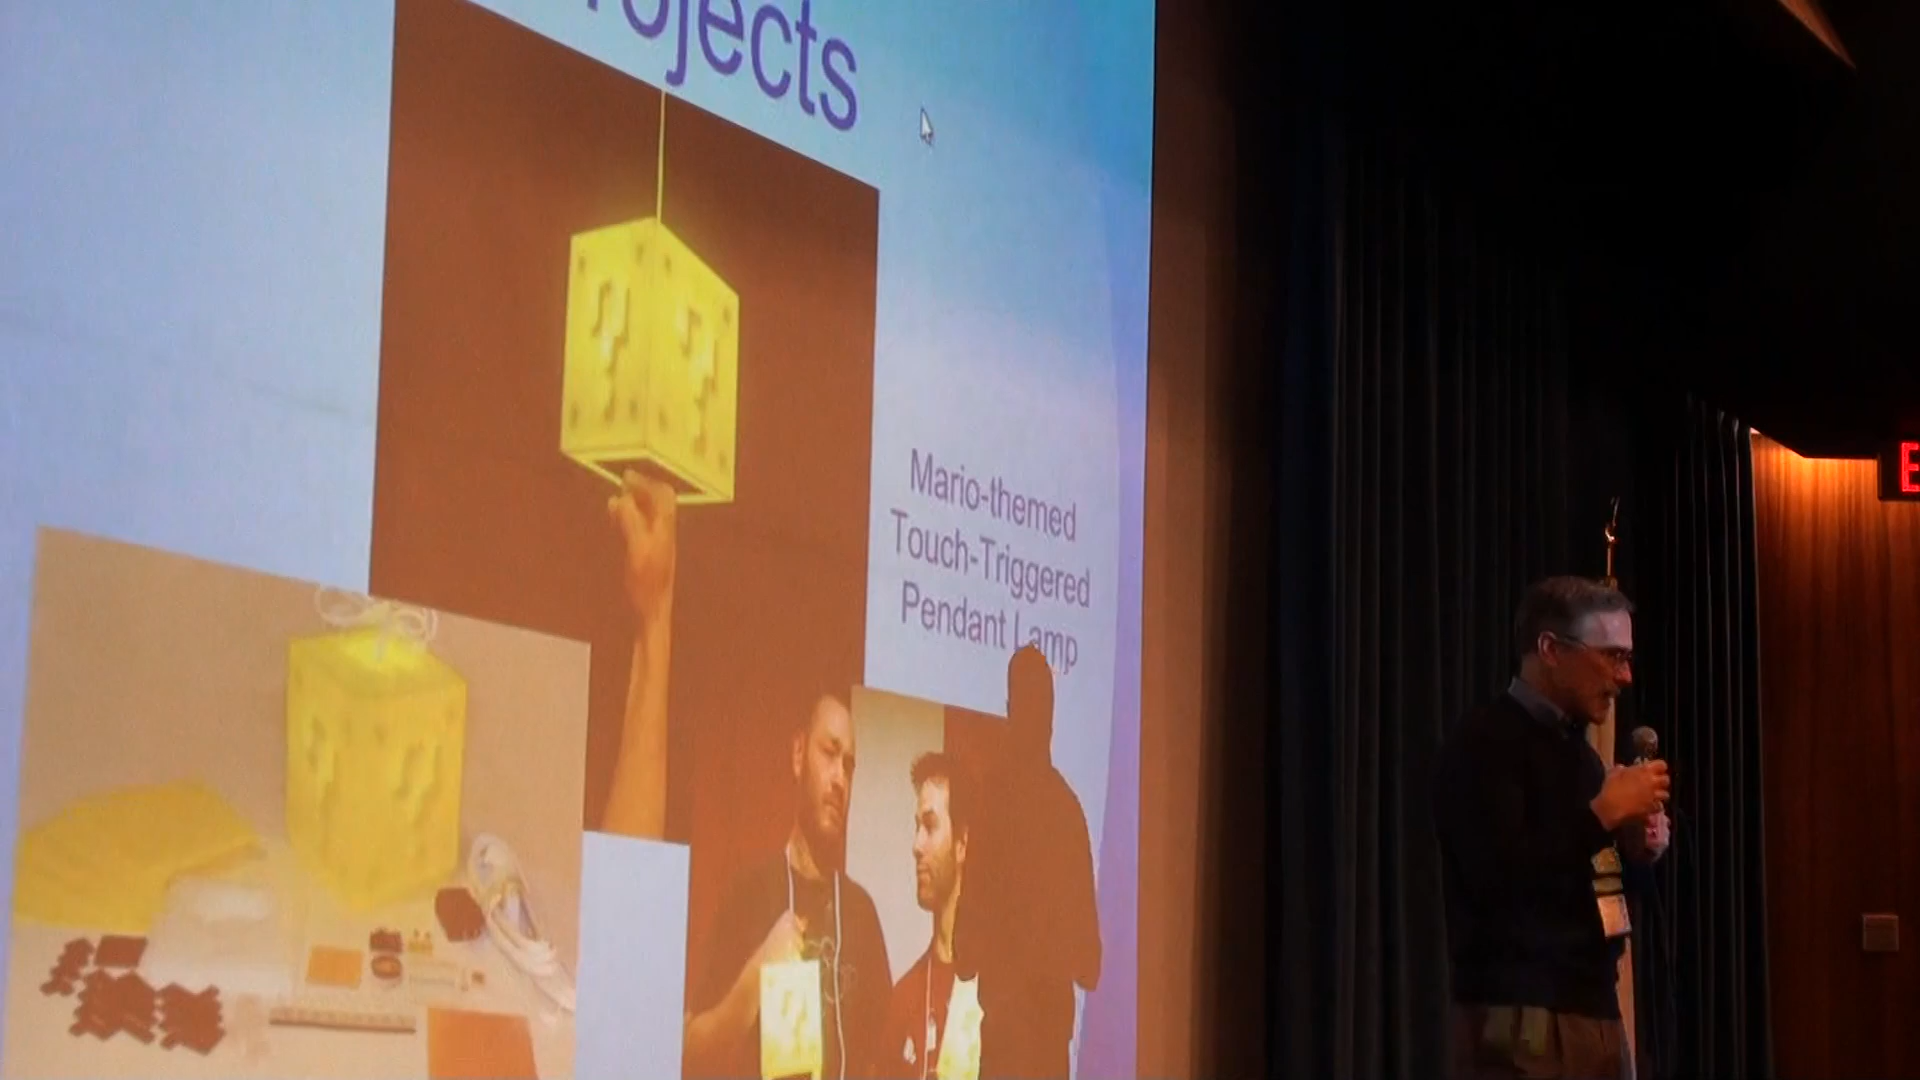 rojects
Mario-themed
Touch-Triggered
Pendant Lamp
E